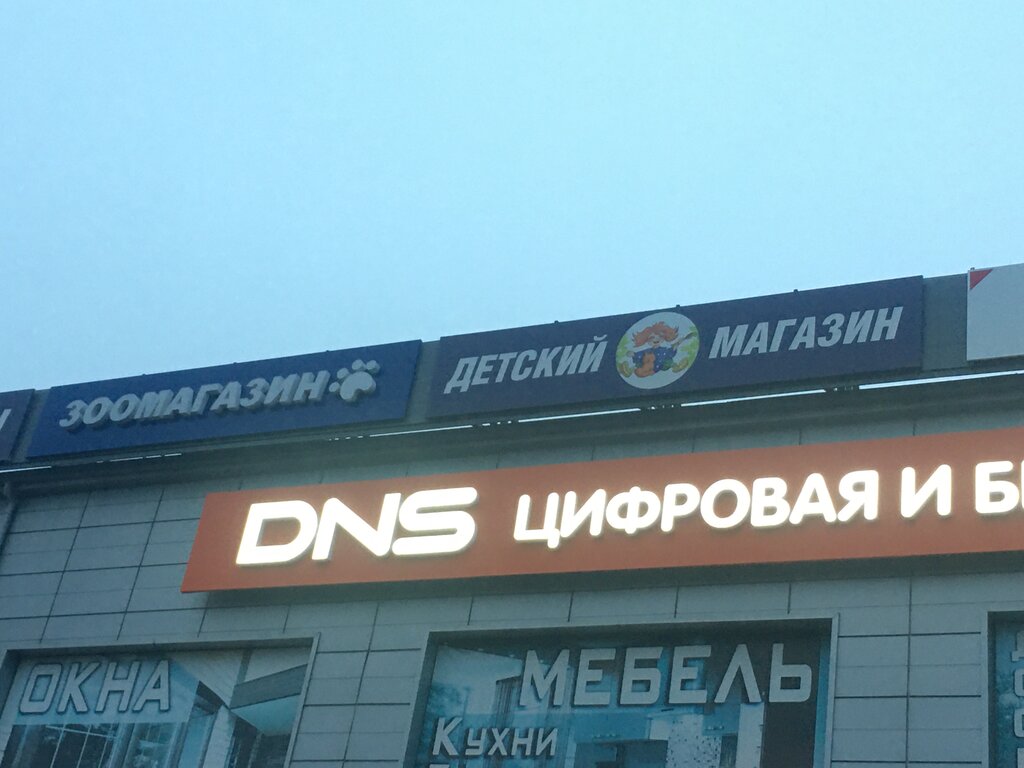 ЗООМАГАЗИН
ДЕТСКИЙ МАГАЗИН
DNS ЦИФРОВАЯ И
ОКНА
МЕБЕЛЬ
Кухни